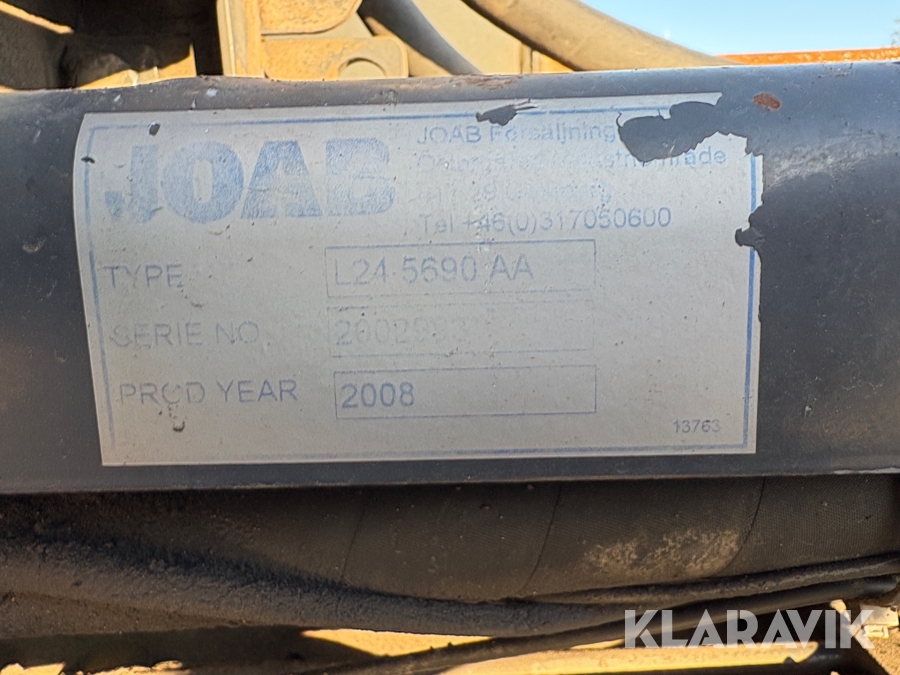 JOAB
JOAB Försäljning
Tel +46(0)317050600
TYPE L24 5690 AA
SERIE NO.
PROD YEAR 2008
13763
KLARAVIK